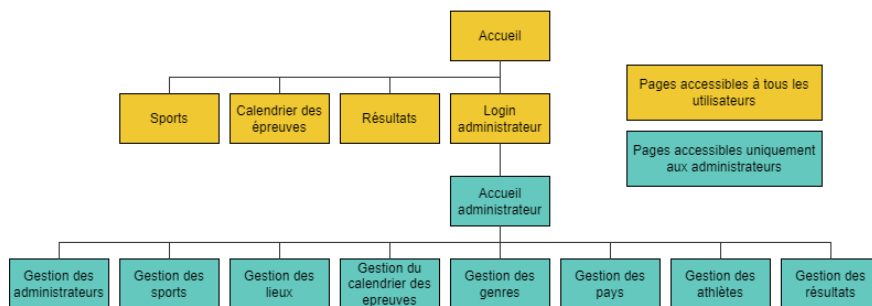 Accueil
Sports
Calendrier des
épreuves
Résultats
Login
administrateur
Pages accessibles à tous les
utilisateurs
Pages accessibles uniquement
aux administrateurs
Accueil
administrateur
Gestion des
administrateurs
Gestion des
sports
Gestion des
lieux
Gestion du
calendrier des
epreuves
Gestion des
genres
Gestion des
pays
Gestion des
athlètes
Gestion des
résultats